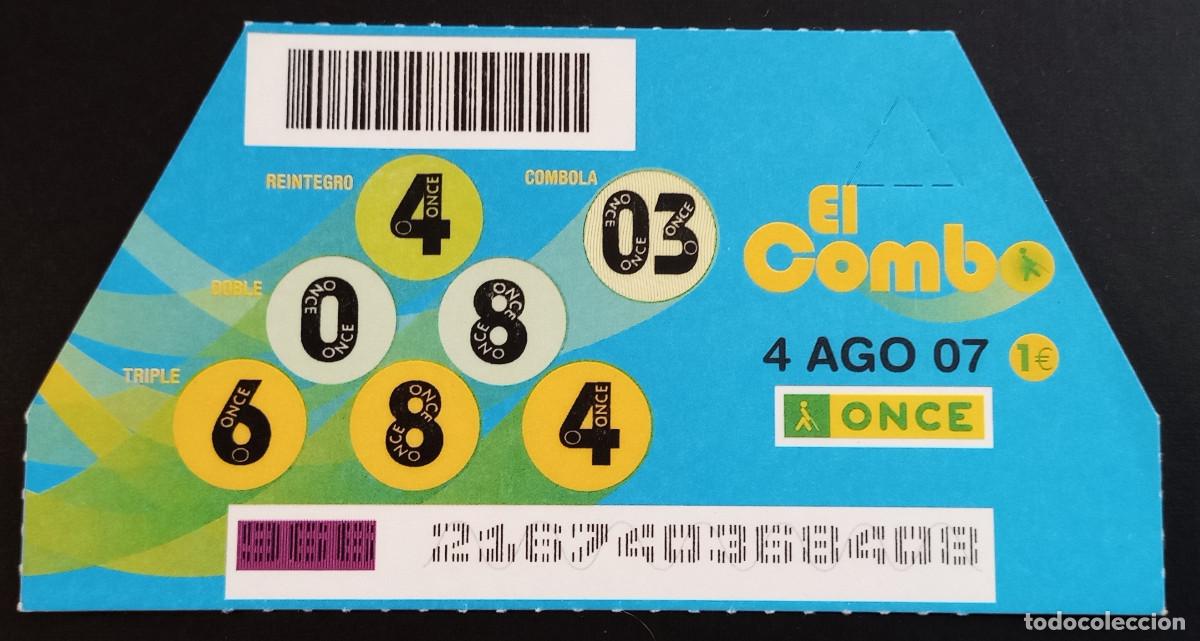 REINTEGRO 4 COMBOLA 03
DOBLE 0 8
TRIPLE 6 8 4
El
Combo
4 AGO 07 1€
ONCE
216740368408
todocoleccion